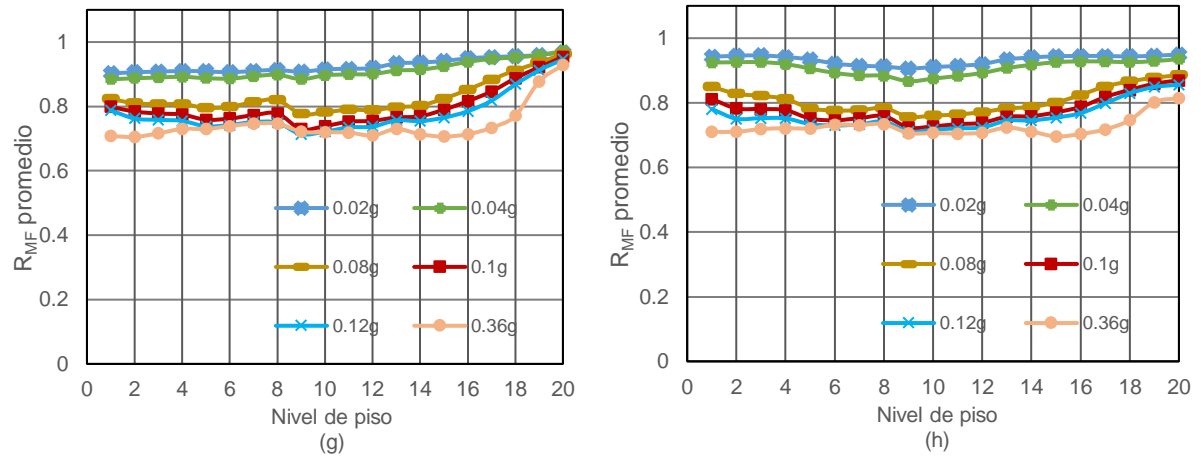 1
0.8
0.6
0.4
0.2
0
R_MF promedio
0.02g 0.04g
0.08g 0.1g
0.12g 0.36g
0 2 4 6 8 10 12 14 16 18 20
Nivel de piso
(g)
1
0.8
0.6
0.4
0.2
0
R_MF promedio
0.02g 0.04g
0.08g 0.1g
0.12g 0.36g
0 2 4 6 8 10 12 14 16 18 20
Nivel de piso
(h)